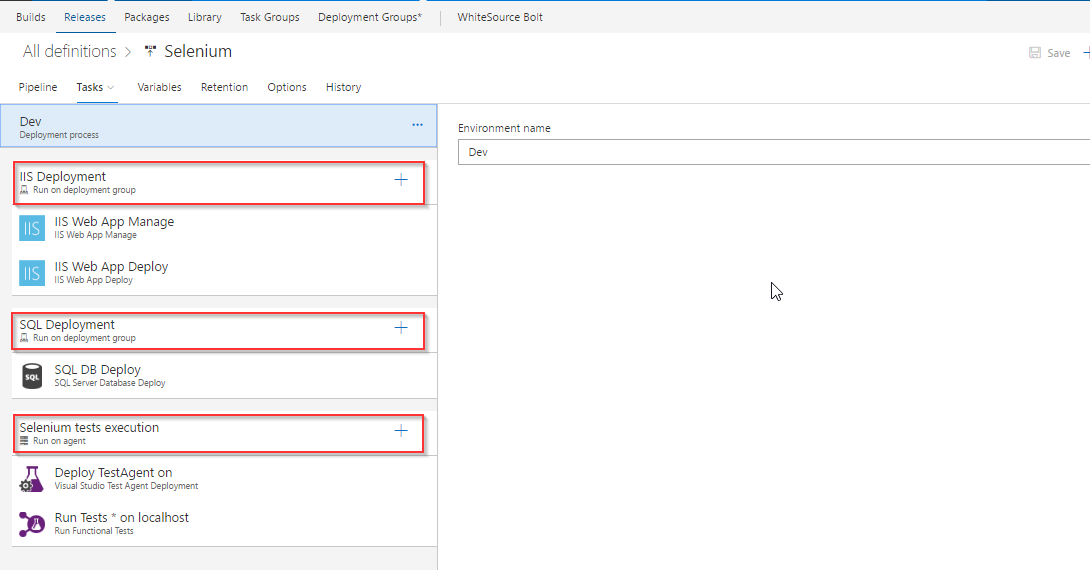 Builds Releases Packages Library Task Groups Deployment Groups* WhiteSource Bolt
All definitions > Selenium
Save
Pipeline Tasks Variables Retention Options History
Dev
...
Deployment process
Environment name
Dev
IIS Deployment
Run on deployment group
IIS
IIS Web App Manage
IIS Web App Manage
IIS
IIS Web App Deploy
IIS Web App Deploy
SQL Deployment
Run on deployment group
SQL
SQL DB Deploy
SQL Server Database Deploy
Selenium tests execution
Run on agent
Deploy TestAgent on
Visual Studio Test Agent Deployment
Run Tests * on localhost
Run Functional Tests